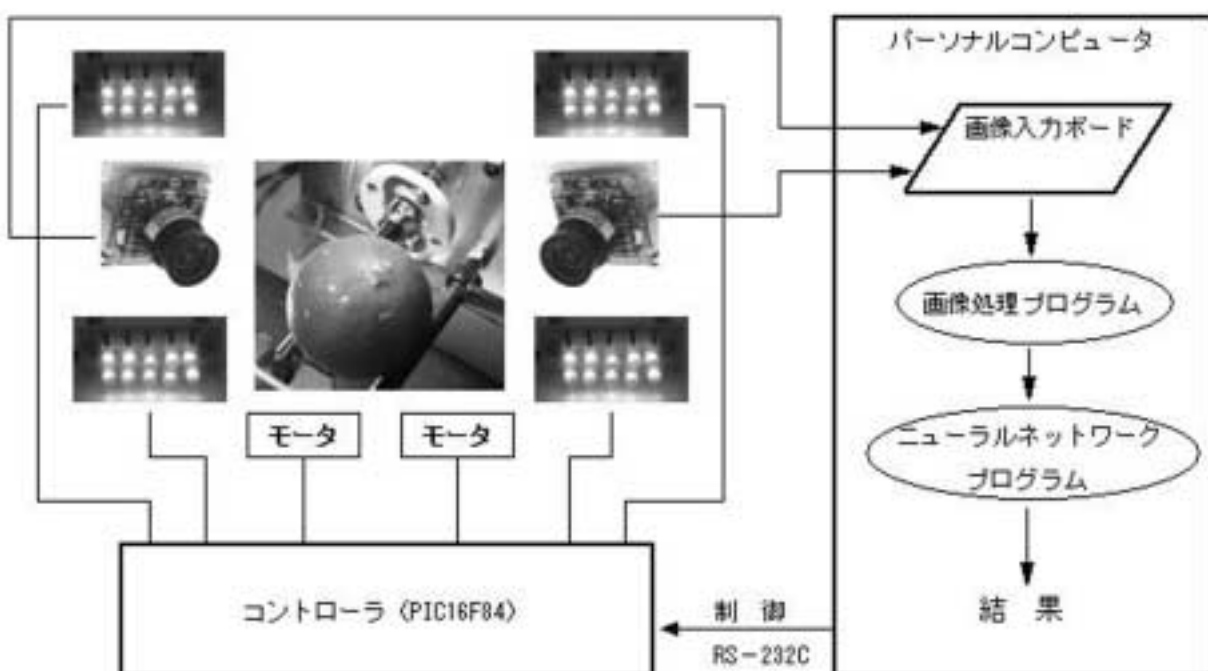 パーソナルコンピュータ
画像入力ボード
画像処理プログラム
ニューラルネットワーク
プログラム
結 果
モータ
モータ
コントローラ（PIC16F84）
制 御
RS－232C